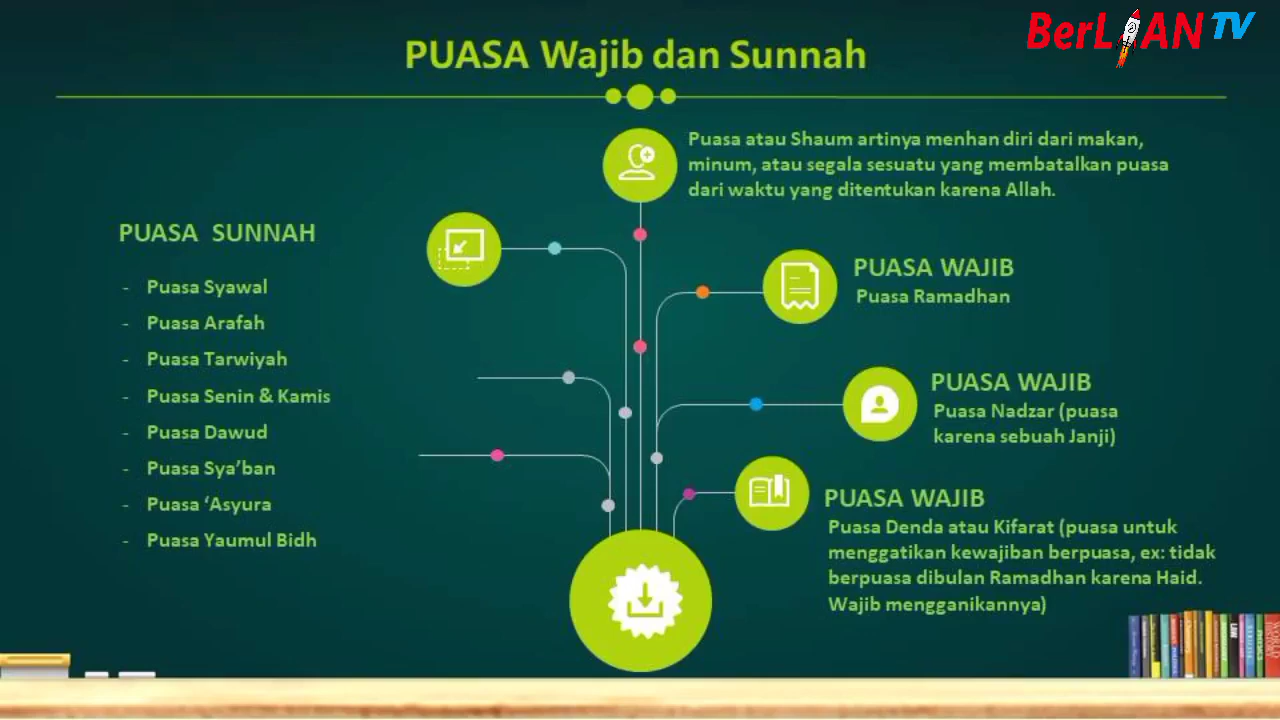 BerLIAN TV
PUASA Wajib dan Sunnah
Puasa atau Shaum artinya menhan diri dari makan,
minum, atau segala sesuatu yang membatalkan puasa
dari waktu yang ditentukan karena Allah.
PUASA SUNNAH
- Puasa Syawal
- Puasa Arafah
- Puasa Tarwiyah
- Puasa Senin & Kamis
- Puasa Dawud
- Puasa Sya’ban
- Puasa ‘Asyura
- Puasa Yaumul Bidh
PUASA WAJIB
Puasa Ramadhan
PUASA WAJIB
Puasa Nadzar (puasa
karena sebuah Janji)
PUASA WAJIB
Puasa Denda atau Kifarat (puasa untuk
menggatikan kewajiban berpuasa, ex: tidak
berpuasa dibulan Ramadhan karena Haid.
Wajib mengganikannya)
LAW